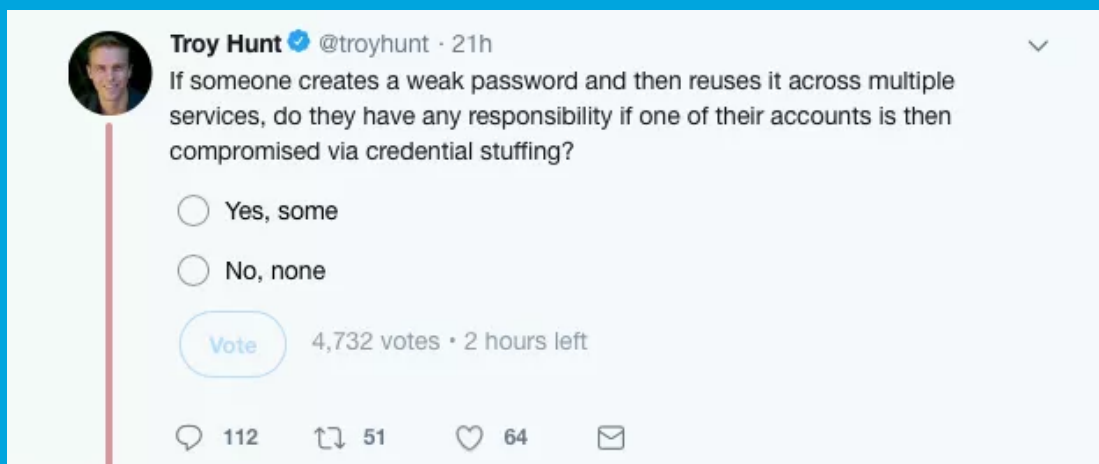 Troy Hunt @troyhunt · 21h
If someone creates a weak password and then reuses it across multiple
services, do they have any responsibility if one of their accounts is then
compromised via credential stuffing?
Yes, some
No, none
Vote 4,732 votes • 2 hours left
112 51 64